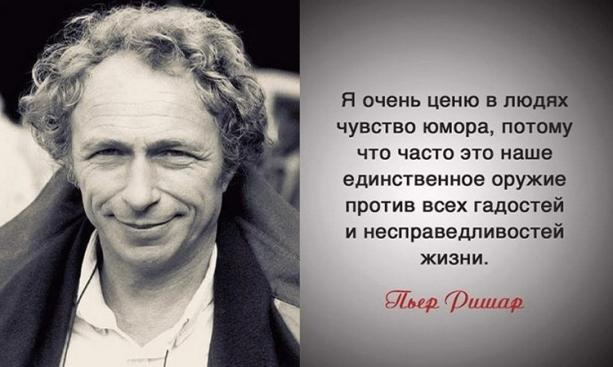 Я очень ценю в людях
чувство юмора, потому
что часто это наше
единственное оружие
против всех гадостей
и несправедливостей
жизни.
Пьер Ришар